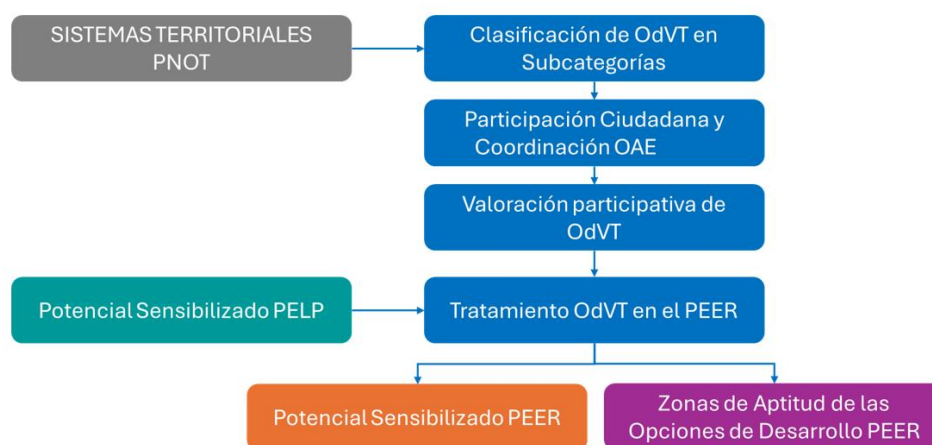 SISTEMAS TERRITORIALES
PNOT
Clasificación de OdVT en
Subcategorías
Participación Ciudadana y
Coordinación OAE
Valoración participativa de
OdVT
Potencial Sensibilizado PELP
Tratamiento OdVT en el PEER
Potencial Sensibilizado PEER
Zonas de Aptitud de las
Opciones de Desarrollo PEER